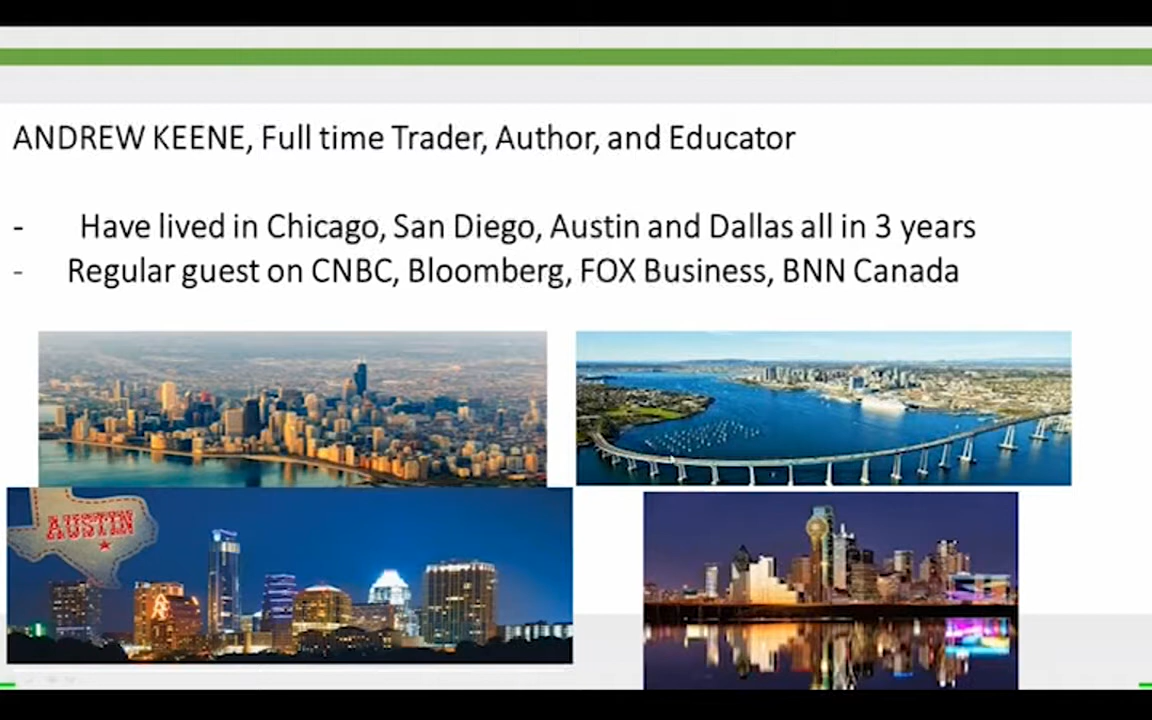 ANDREW KEENE, Full time Trader, Author, and Educator
- Have lived in Chicago, San Diego, Austin and Dallas all in 3 years
- Regular guest on CNBC, Bloomberg, FOX Business, BNN Canada
AUSTIN